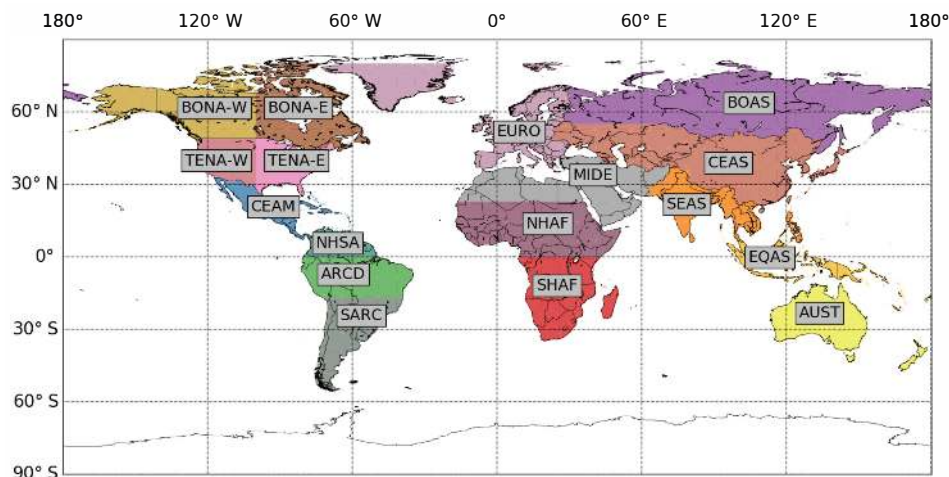 180° 120° W 60° W 0° 60° E 120° E 180°
60° N
30° N
0°
30° S
60° S
90° S
BONA-W BONA-E BOAS
EURO
TENA-W TENA-E CEAS
MIDE
CEAM SEAS
NHAF
NHSA
EQAS
ARCD
SHAF
SARC AUST